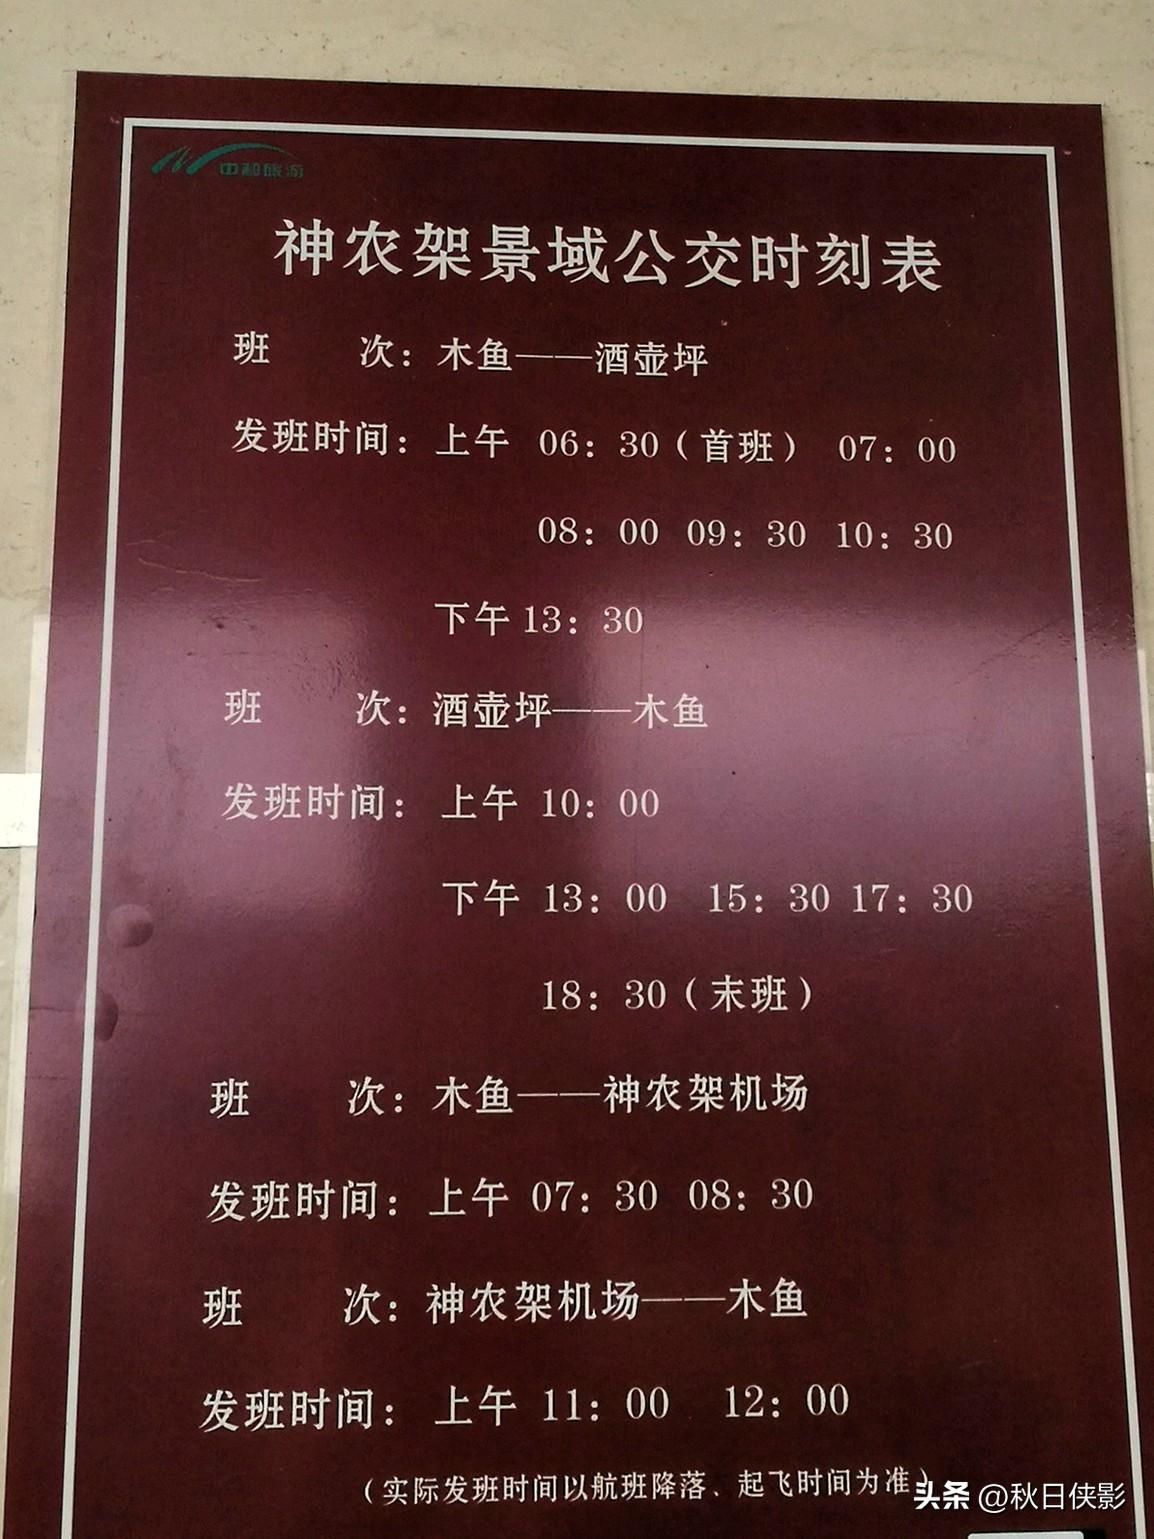 中和旅游
神农架景域公交时刻表
班 次：木鱼——酒壶坪
发班时间：上午 06：30（首班） 07：00
08：00 09：30 10：30
下午 13：30
班 次：酒壶坪——木鱼
发班时间：上午 10：00
下午 13：00 15：30 17：30
18：30（末班）
班 次：木鱼——神农架机场
发班时间：上午 07：30 08：30
班 次：神农架机场——木鱼
发班时间：上午 11：00 12：00
（实际发班时间以航班降落、起飞时间为准）
头条 @秋日侠影